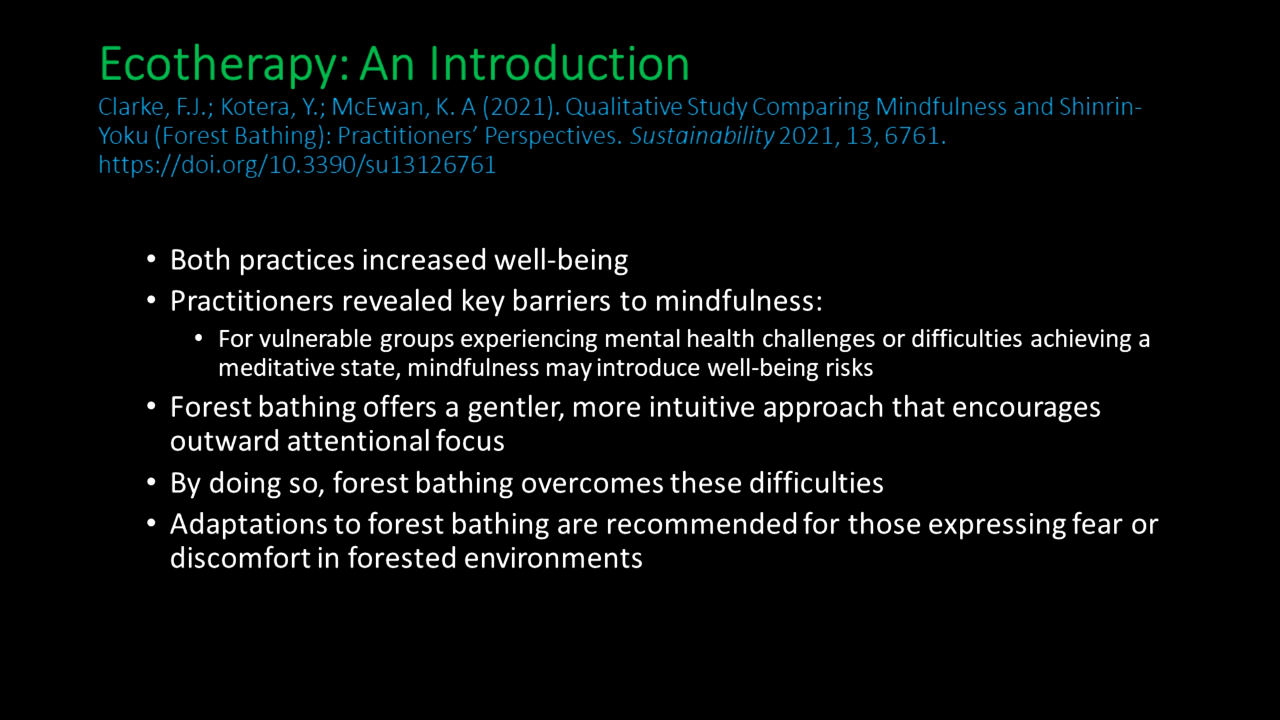 Ecotherapy: An Introduction
Clarke, F.J.; Kotera, Y.; McEwan, K. A (2021). Qualitative Study Comparing Mindfulness and Shinrin-
Yoku (Forest Bathing): Practitioners’ Perspectives. Sustainability 2021, 13, 6761.
https://doi.org/10.3390/su13126761
• Both practices increased well-being
• Practitioners revealed key barriers to mindfulness:
• For vulnerable groups experiencing mental health challenges or difficulties achieving a
meditative state, mindfulness may introduce well-being risks
• Forest bathing offers a gentler, more intuitive approach that encourages
outward attentional focus
• By doing so, forest bathing overcomes these difficulties
• Adaptations to forest bathing are recommended for those expressing fear or
discomfort in forested environments